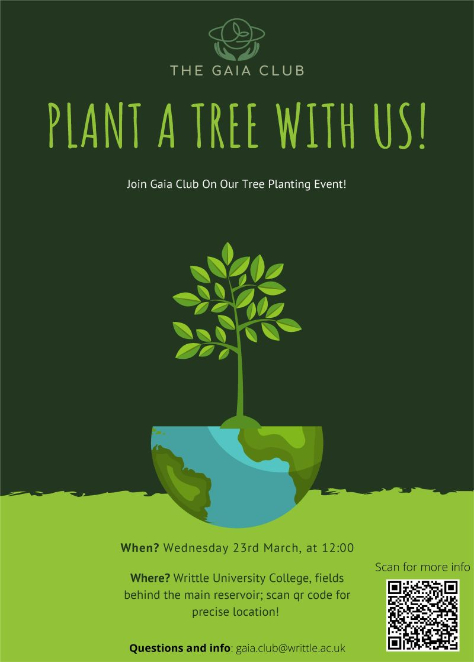 THE GAIA CLUB
PLANT A TREE WITH US!
Join Gaia Club On Our Tree Planting Event!
When? Wednesday 23rd March, at 12:00
Where? Writtle University College, fields
behind the main reservoir; scan qr code for
precise location!
Scan for more info
Questions and info: gaia.club@writtle.ac.uk